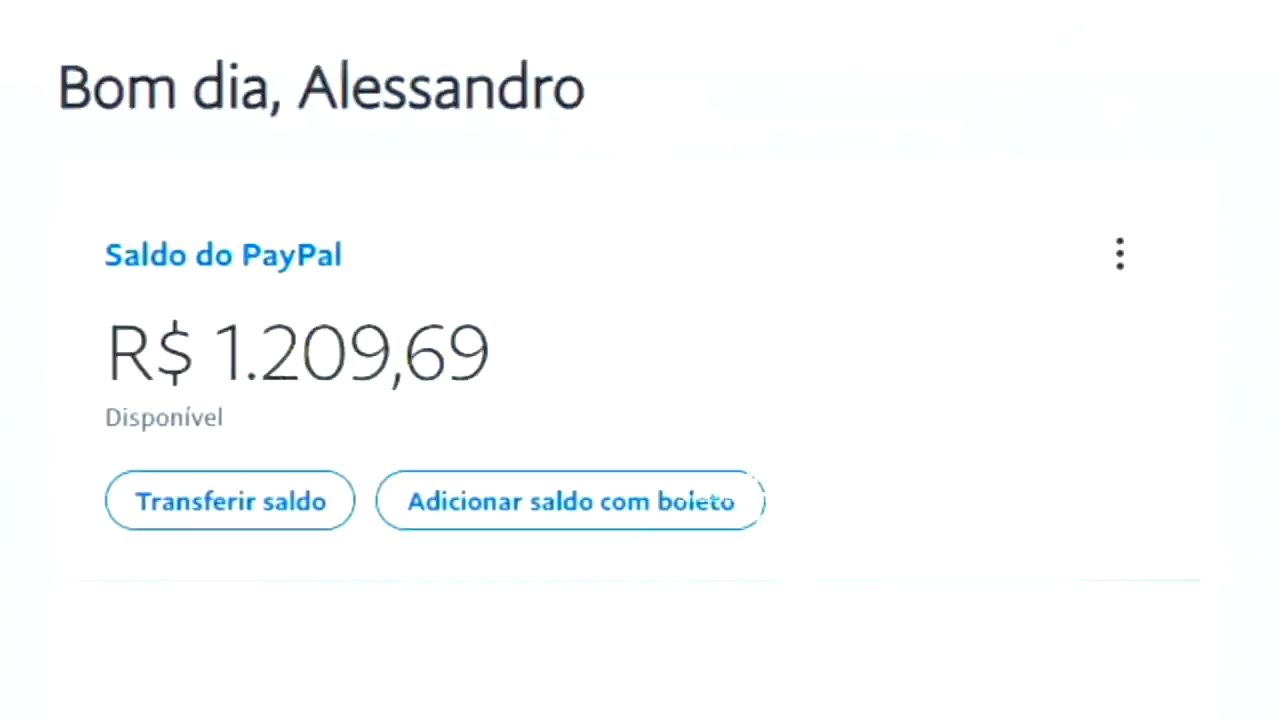 Bom dia, Alessandro
Saldo do PayPal
R$ 1.209,69
Disponível
Transferir saldo
Adicionar saldo com boleto